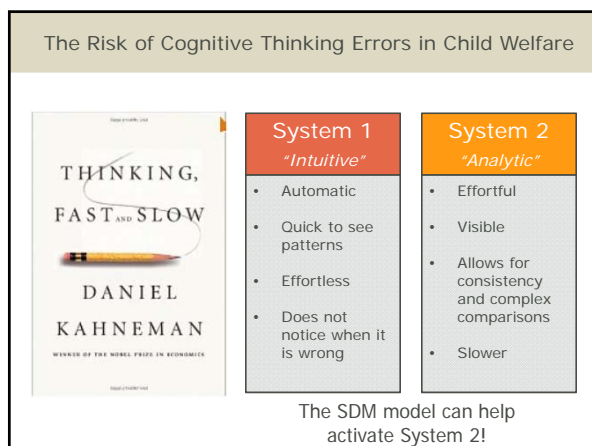 The Risk of Cognitive Thinking Errors in Child Welfare
THINKING,
FAST AND SLOW
DANIEL
KAHNEMAN
WINNER OF THE NOBEL PRIZE IN ECONOMICS
System 1
"Intuitive"
• Automatic
• Quick to see
patterns
• Effortless
• Does not
notice when it
is wrong
System 2
"Analytic"
• Effortful
• Visible
• Allows for
consistency
and complex
comparisons
• Slower
The SDM model can help
activate System 2!